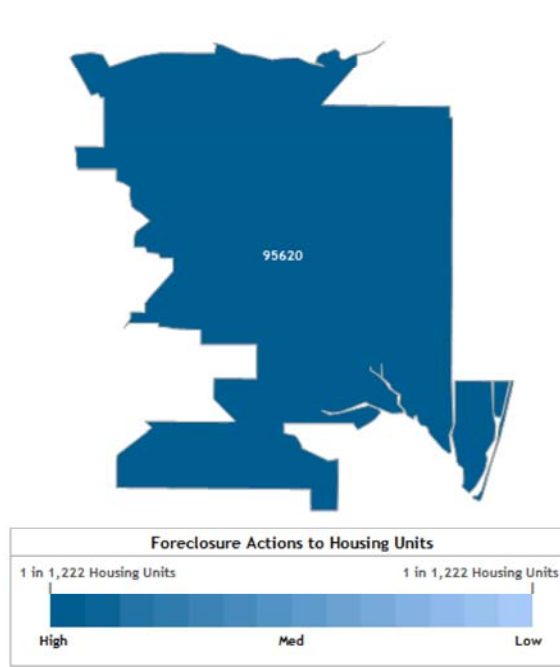 95620
Foreclosure Actions to Housing Units
1 in 1,222 Housing Units 1 in 1,222 Housing Units
High Med Low